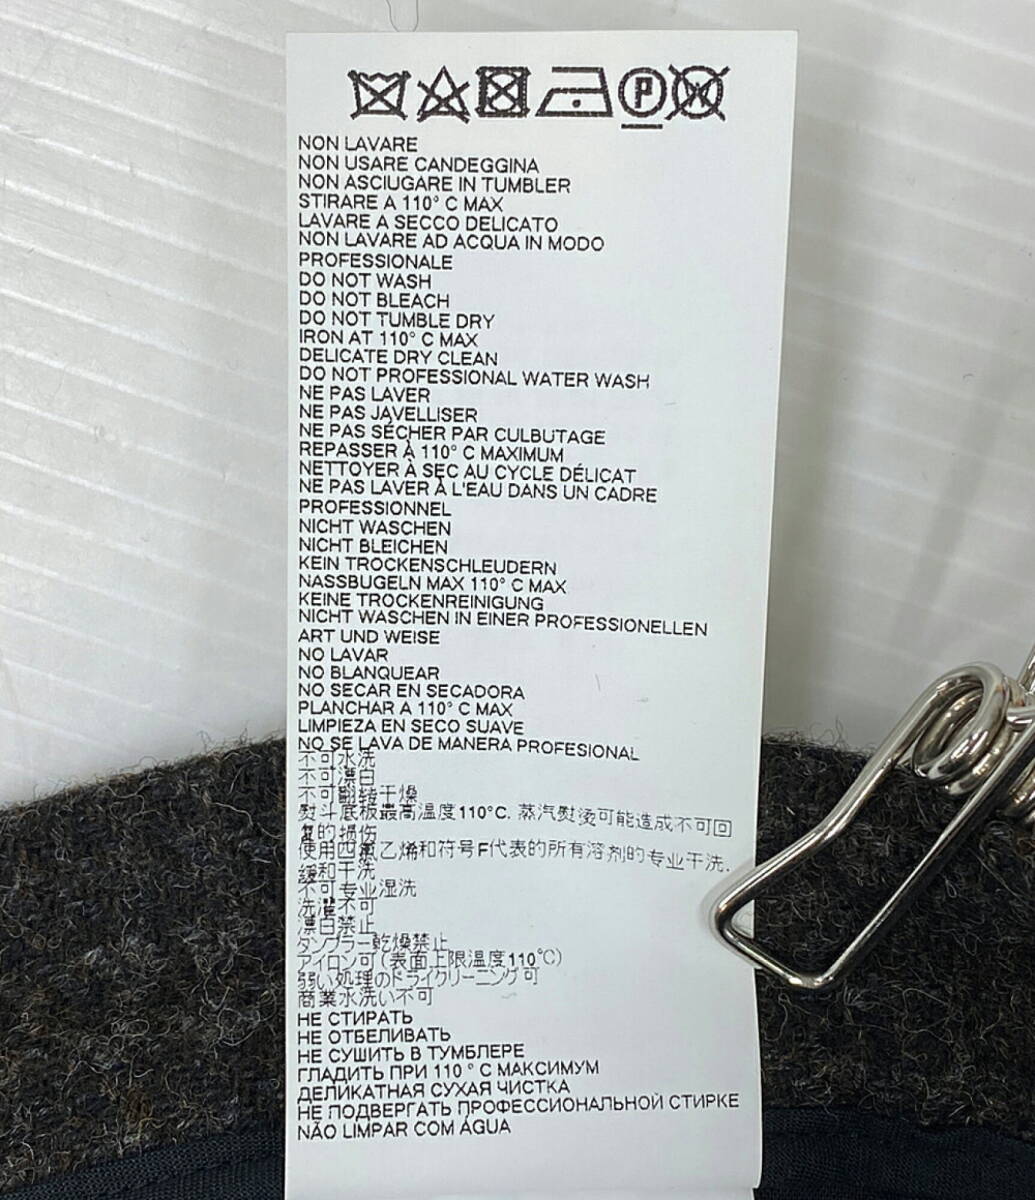 P W
NON LAVARE
NON USARE CANDEGGINA
NON ASCIUGARE IN TUMBLER
STIRARE A 110° C MAX
LAVARE A SECCO DELICATO
NON LAVARE AD ACQUA IN MODO
PROFESSIONALE
DO NOT WASH
DO NOT BLEACH
DO NOT TUMBLE DRY
IRON AT 110° C MAX
DELICATE DRY CLEAN
DO NOT PROFESSIONAL WATER WASH
NE PAS LAVER
NE PAS JAVELLISER
NE PAS SÉCHER PAR CULBUTAGE
REPASSER À 110° C MAXIMUM
NETTOYER À SEC AU CYCLE DÉLICAT
NE PAS LAVER À L'EAU DANS UN CADRE
PROFESSIONNEL
NICHT WASCHEN
NICHT BLEICHEN
KEIN TROCKENSCHLEUDERN
NASSBUGELN MAX 110° C MAX
KEINE TROCKENREINIGUNG
NICHT WASCHEN IN EINER PROFESSIONELLEN
ART UND WEISE
NO LAVAR
NO BLANQUEAR
NO SECAR EN SECADORA
PLANCHAR A 110° C MAX
LIMPIEZA EN SECO SUAVE
NO SE LAVA DE MANERA PROFESIONAL
不可水洗
不可漂白
不可翻转干燥
熨斗底板最高温度110°C. 蒸汽熨烫可能造成不可回
复的损伤
使用四氯乙烯和符号F代表的所有溶剂的专业干洗.
缓和干洗
不可专业湿洗
洗濯不可
漂白禁止
タンブラー乾燥禁止
アイロン可(表面上限温度110℃)
弱い処理のドライクリーニング可
商業水洗い不可
НЕ СТИРАТЬ
НЕ ОТБЕЛИВАТЬ
НЕ СУШИТЬ В ТУМБЛЕРЕ
ГЛАДИТЬ ПРИ 110 ° С МАКСИМУМ
ДЕЛИКАТНАЯ СУХАЯ ЧИСТКА
НЕ ПОДВЕРГАТЬ ПРОФЕССИОНАЛЬНОЙ СТИРКЕ
NÃO LIMPAR COM ÁGUA